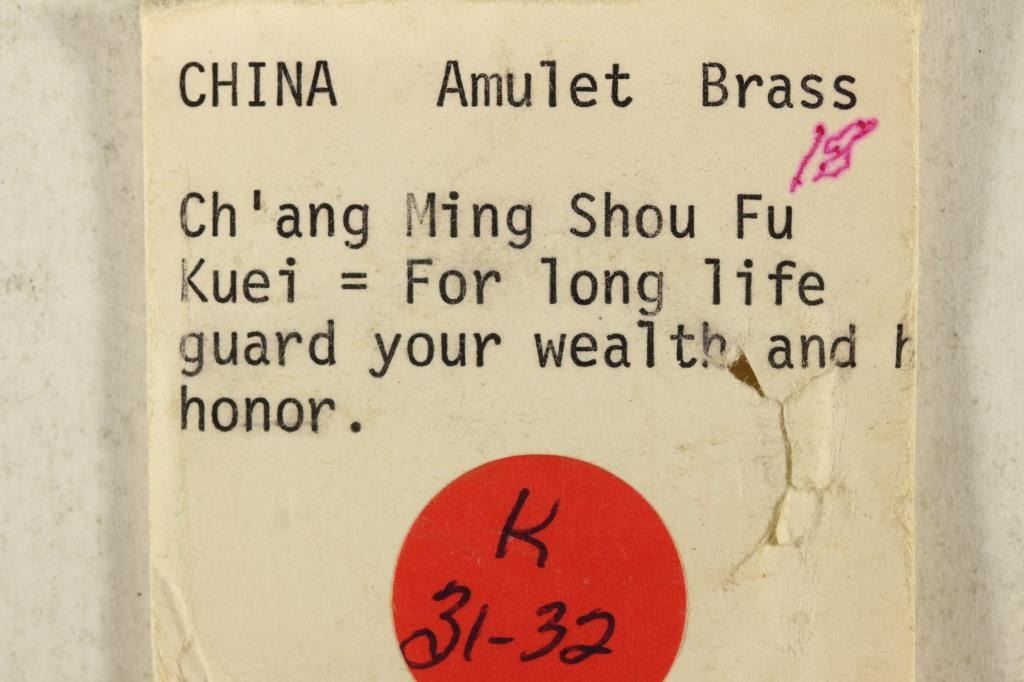 CHINA Amulet Brass
18
Ch'ang Ming Shou Fu
Kuei = For long life
guard your wealth and h
honor.
K
31-32